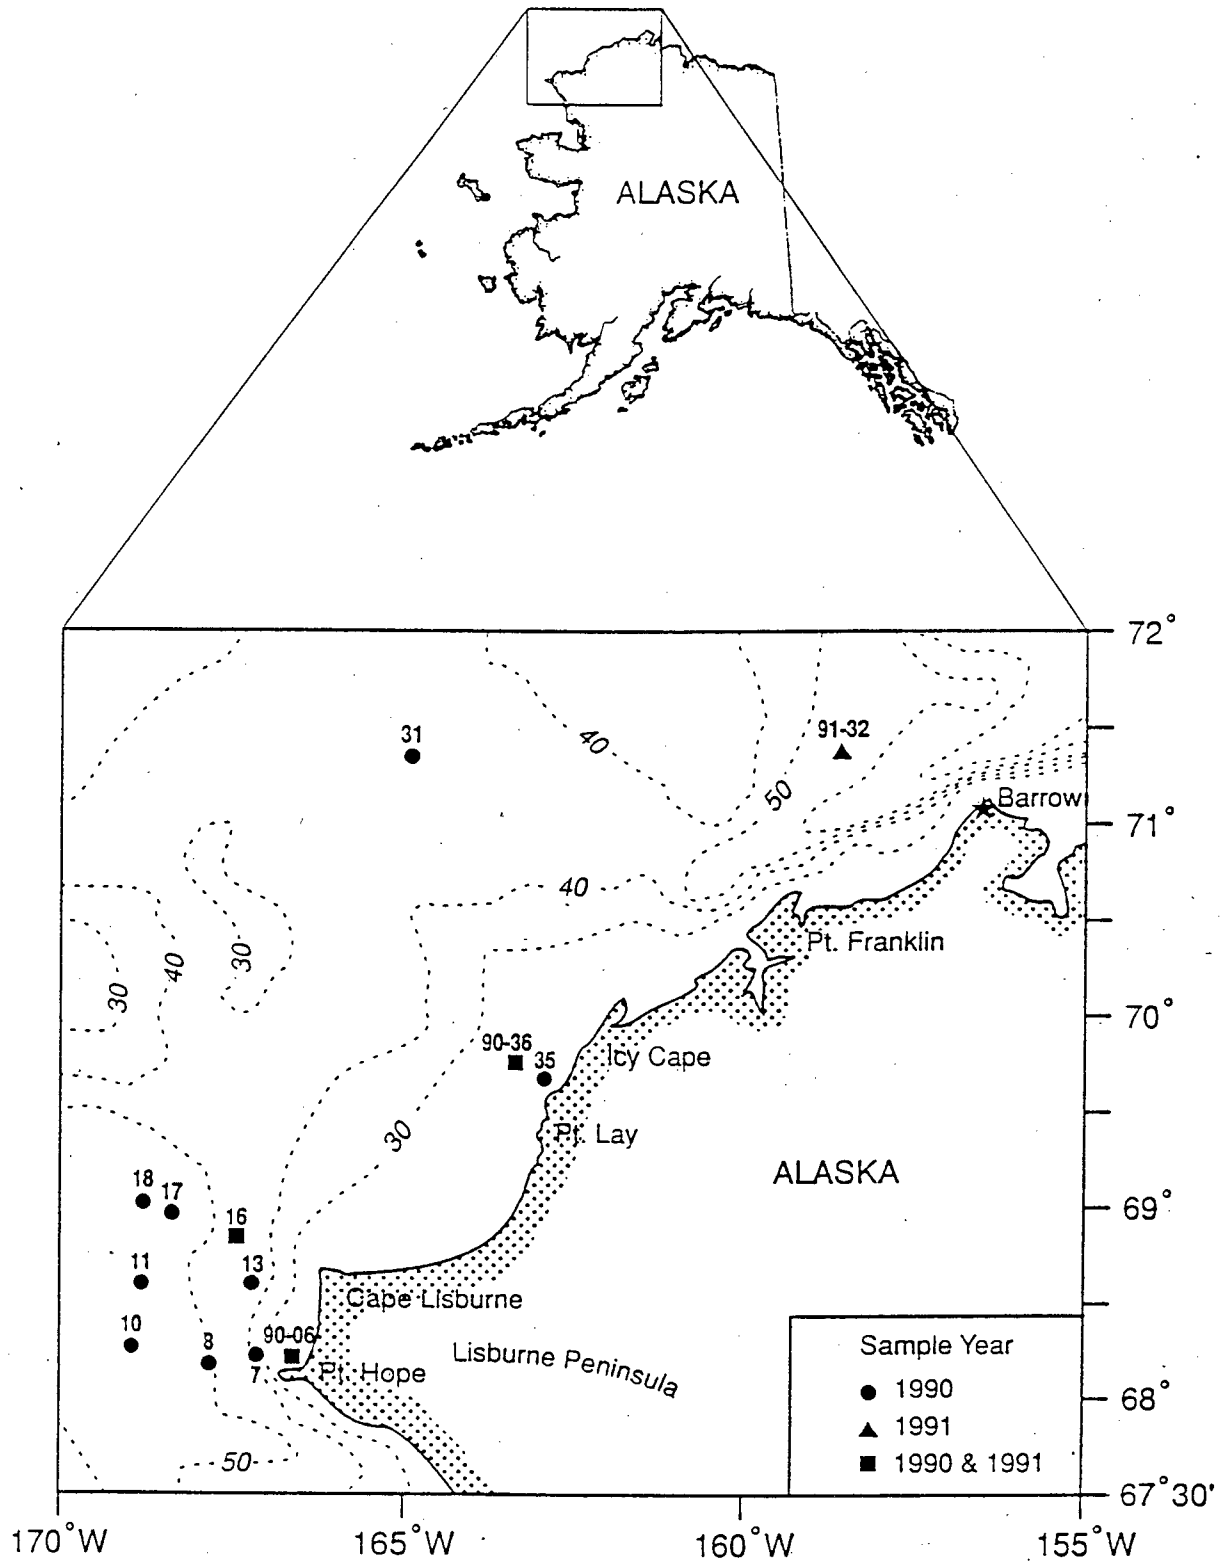 ALASKA
72°
31
40
91-32
50
Barrow
71°
40
Pt. Franklin
30
40
30
70°
90-36
35
Icy Cape
30
Pt. Lay
ALASKA
18
17
16
69°
11
13
Cape Lisburne
10
8
7
90-06
Lisburne Peninsula
Pt. Hope
Sample Year
1990
1991
1990 & 1991
68°
50
67°30'
170°W
165°W
160°W
155°W